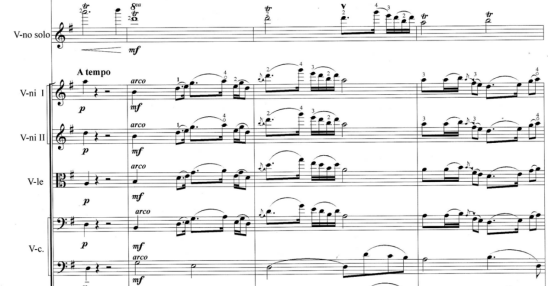 V-no solo
mf
A tempo
V-ni I
arco
p
mf
V-ni II
arco
p
mf
V-le
arco
p
mf
V-c.
arco
p
mf
arco
mf